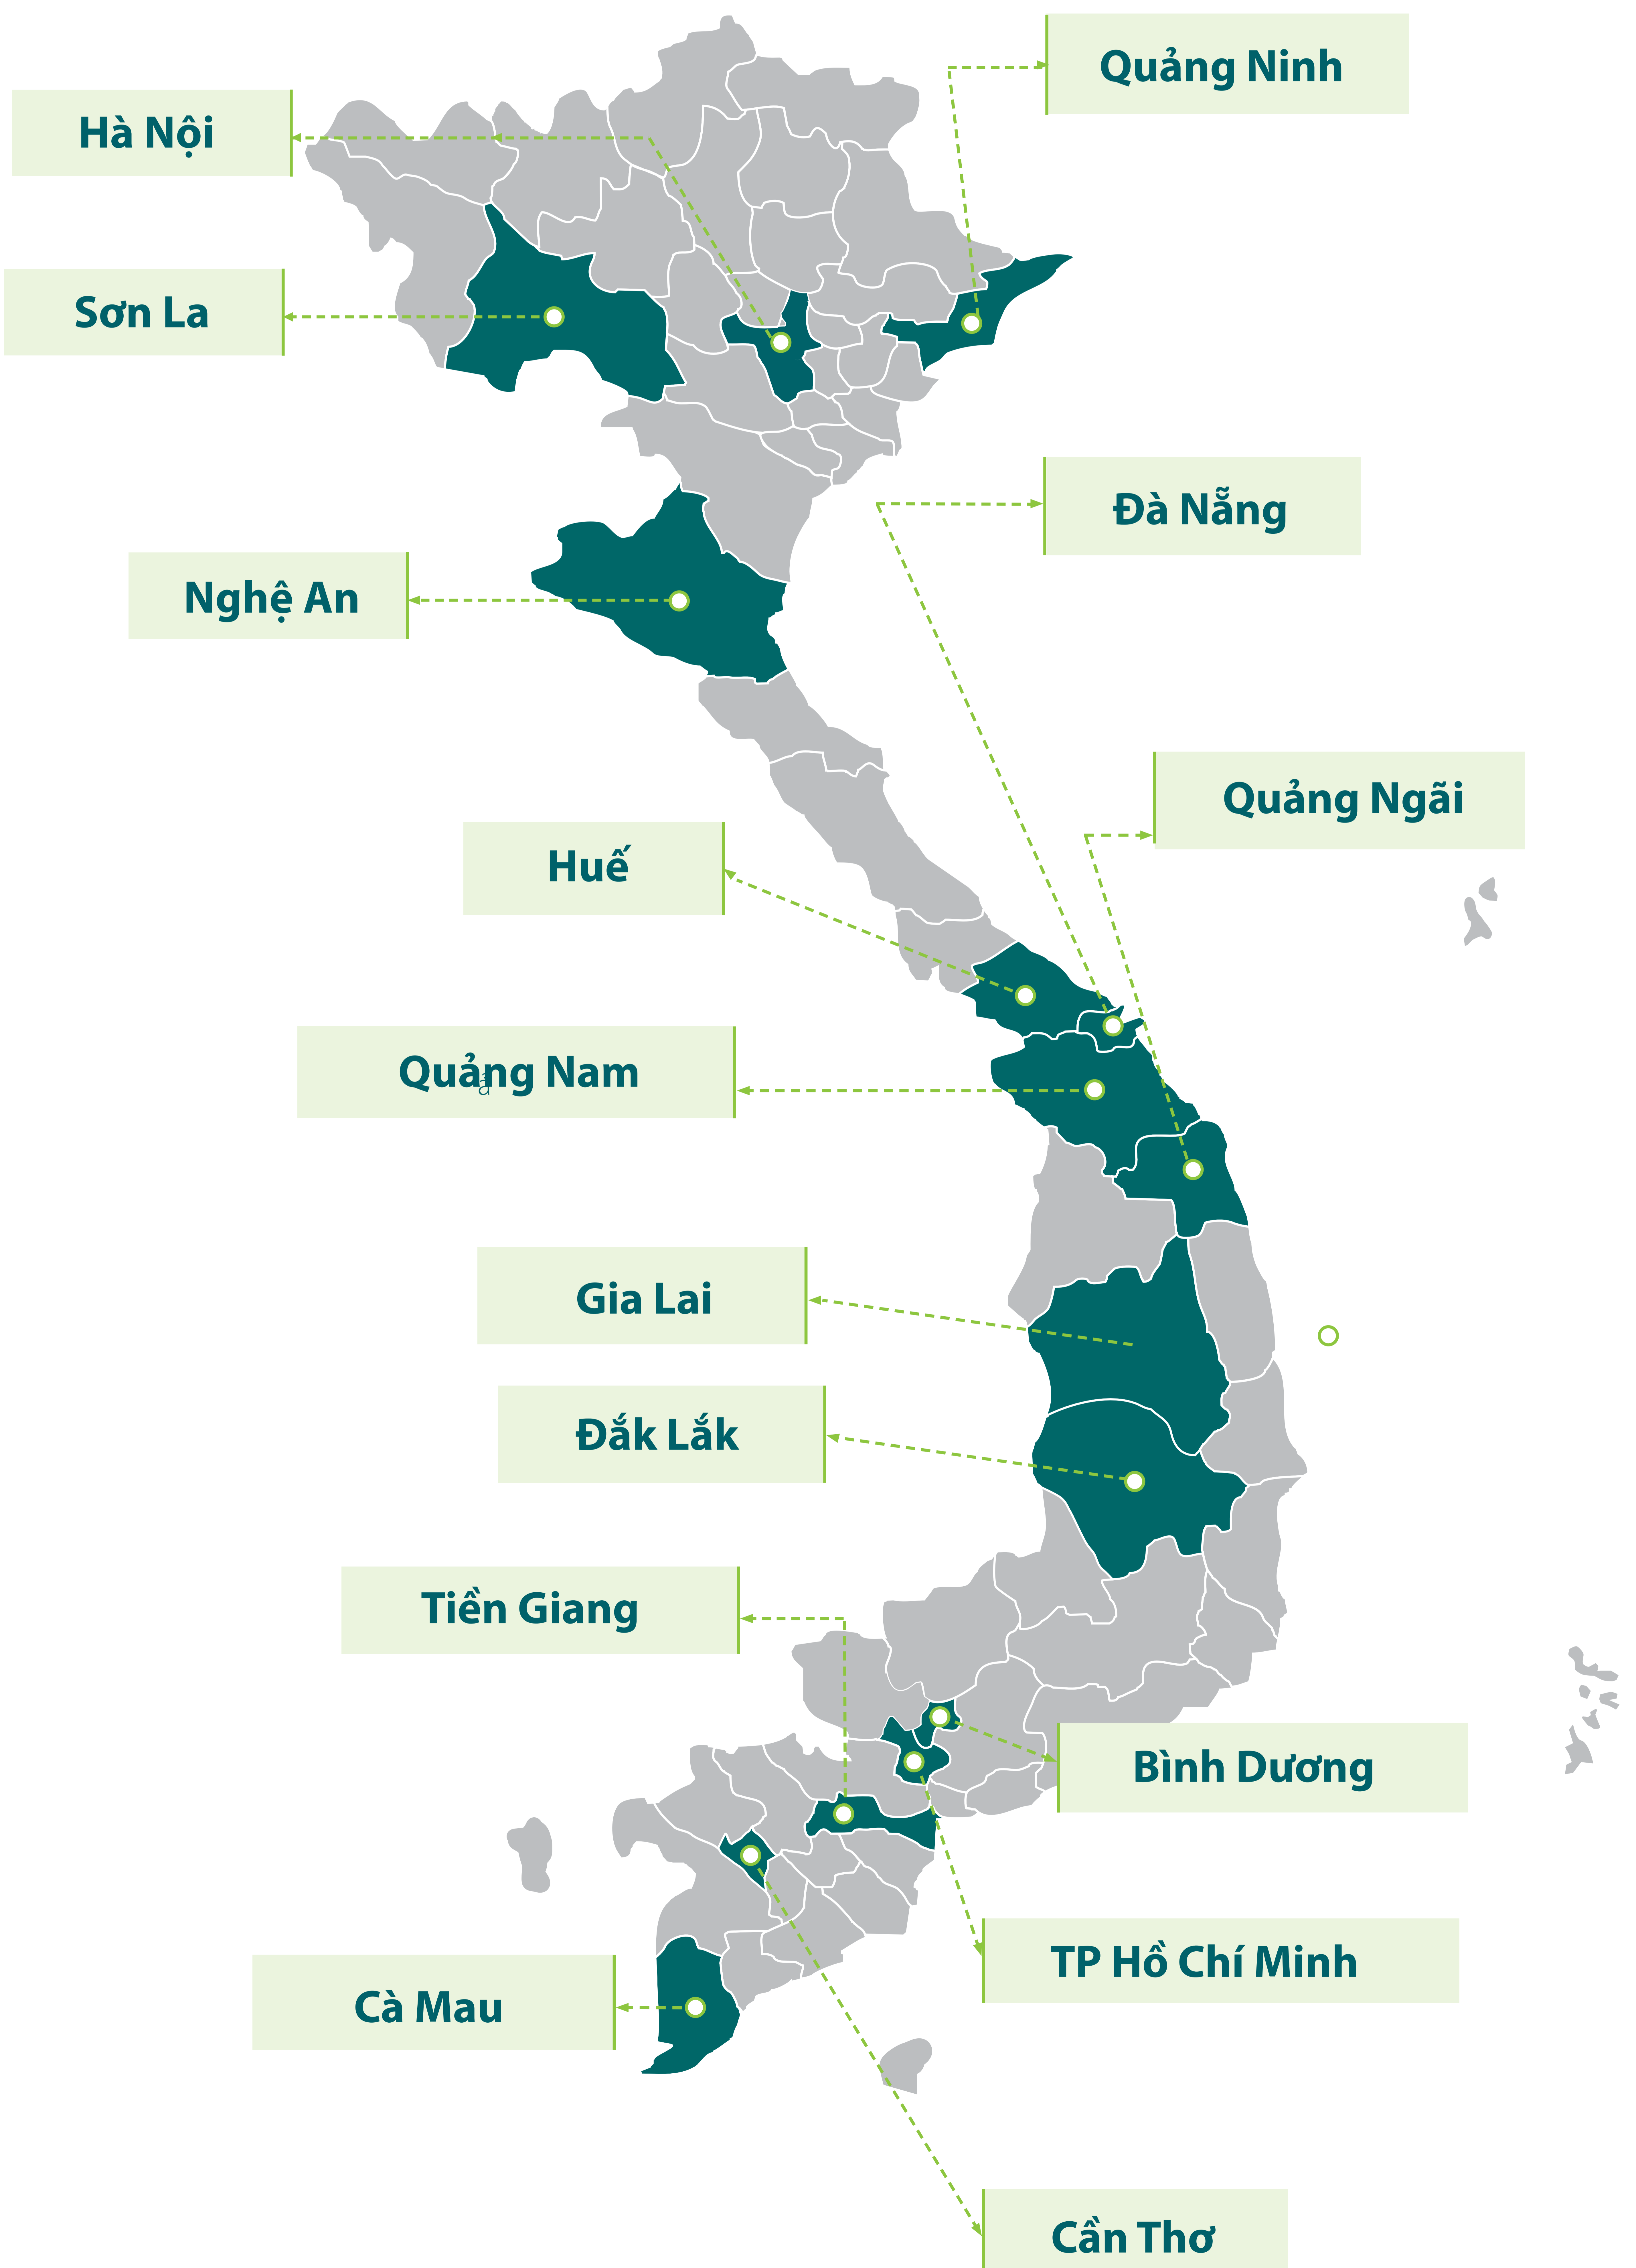 Quảng Ninh
Hà Nội
Sơn La
Đà Nẵng
Nghệ An
Quảng Ngãi
Huế
Quảng Nam
ả
Gia Lai
Đắk Lắk
Tiền Giang
Bình Dương
TP Hồ Chí Minh
Cà Mau
Cần Thơ